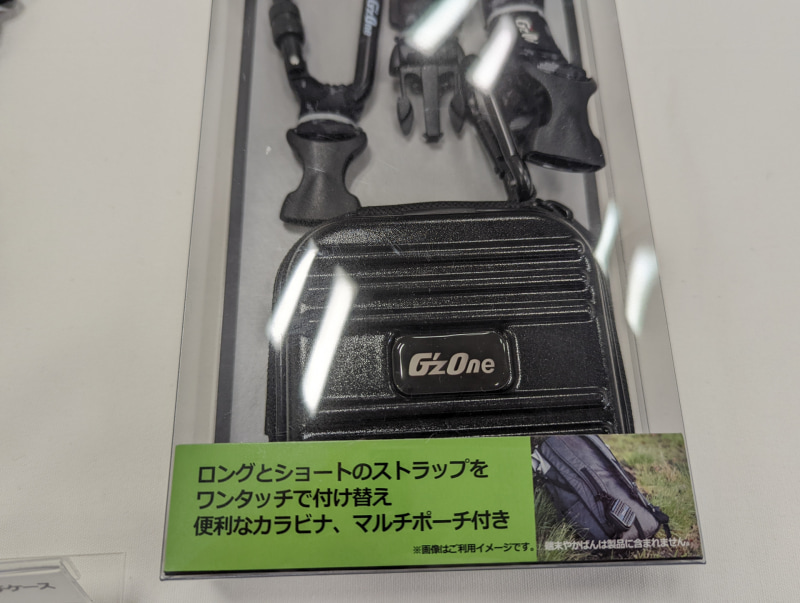 G'zOne
G'zOne
ロングとショートのストラップを
ワンタッチで付け替え
便利なカラビナ、マルチポーチ付き
※画像はご利用イメージです。
端末やかばんは製品に含まれません。
ケース